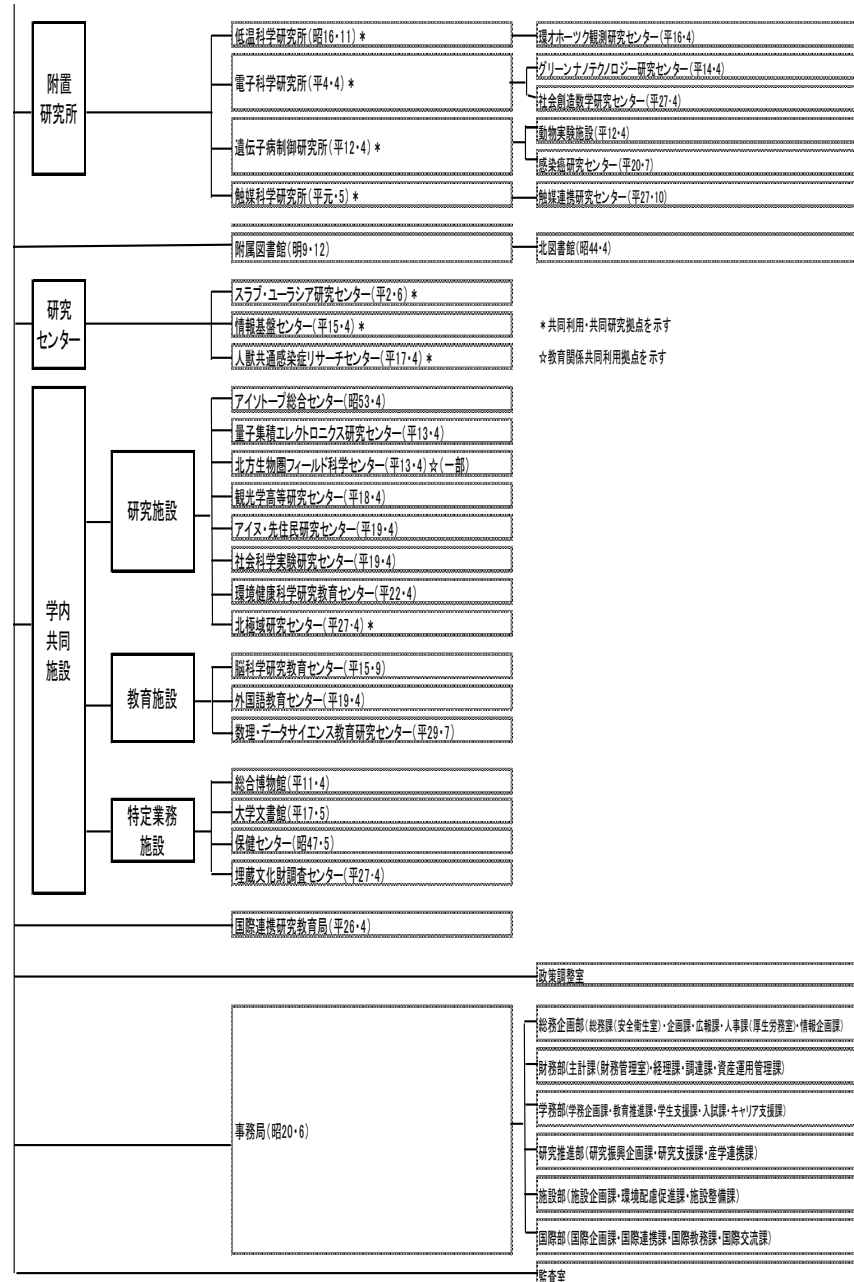 附置
研究所
低温科学研究所(昭16・11)*
環オホーツク観測研究センター(平16・4)
電子科学研究所(平4・4)*
グリーンナノテクノロジー研究センター(平14・4)
社会創造数学研究センター(平27・4)
遺伝子病制御研究所(平12・4)*
動物実験施設(平12・4)
感染癌研究センター(平20・7)
触媒科学研究所(平元・5)*
触媒連携研究センター(平27・10)
附属図書館(明9・12)
北図書館(昭44・4)
研究
センター
スラブ・ユーラシア研究センター(平2・6)*
情報基盤センター(平15・4)*
人獣共通感染症リサーチセンター(平17・4)*
*共同利用・共同研究拠点を示す
☆教育関係共同利用拠点を示す
学内
共同
施設
研究施設
アイソトープ総合センター(昭53・4)
量子集積エレクトロニクス研究センター(平13・4)
北方生物圏フィールド科学センター(平13・4)☆(一部)
観光学高等研究センター(平18・4)
アイヌ・先住民研究センター(平19・4)
社会科学実験研究センター(平19・4)
環境健康科学研究教育センター(平22・4)
北極域研究センター(平27・4)*
教育施設
脳科学研究教育センター(平15・9)
外国語教育センター(平19・4)
数理・データサイエンス教育研究センター(平29・7)
特定業務
施設
総合博物館(平11・4)
大学文書館(平17・5)
保健センター(昭47・5)
埋蔵文化財調査センター(平27・4)
国際連携研究教育局(平26・4)
政策調整室
事務局(昭20・6)
総務企画部(総務課(安全衛生室)・企画課・広報課・人事課(厚生労務室)・情報企画課)
財務部(主計課(財務管理室)・経理課・調達課・資産運用管理課)
学務部(学務企画課・教育推進課・学生支援課・入試課・キャリア支援課)
研究推進部(研究振興企画課・研究支援課・産学連携課)
施設部(施設企画課・環境配慮促進課・施設整備課)
国際部(国際企画課・国際連携課・国際教務課・国際交流課)
監査室